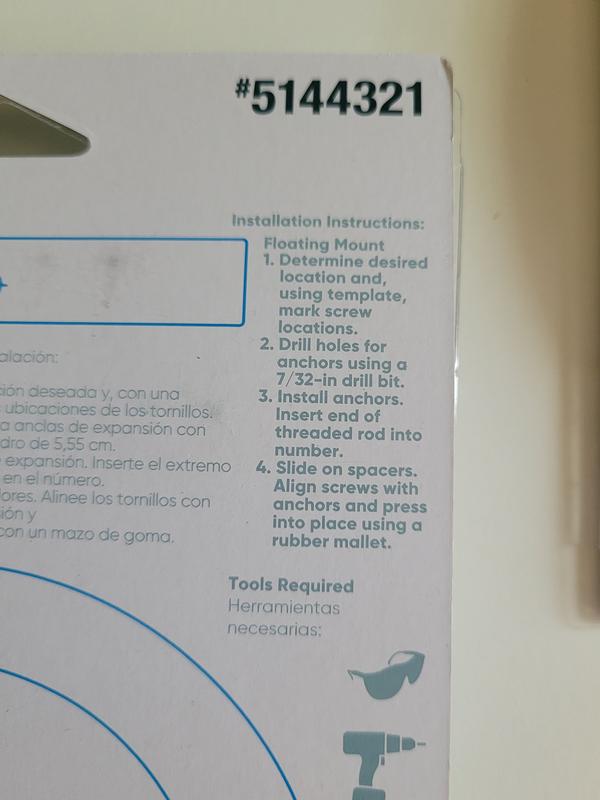 #5144321
Installation Instructions:
Floating Mount
1. Determine desired
location and,
using template,
mark screw
locations.
2. Drill holes for
anchors using a
7/32-in drill bit.
3. Install anchors.
Insert end of
threaded rod into
number.
4. Slide on spacers.
Align screws with
anchors and press
into place using a
rubber mallet.
alación:
ión deseada y, con una
ubicaciones de los tornillos.
a anclas de expansión con
dro de 5,55 cm.
expansión. Inserte el extremo
en el número.
ores. Alinee los tornillos con
ión y
con un mazo de goma.
Tools Required
Herramientas
necesarias: